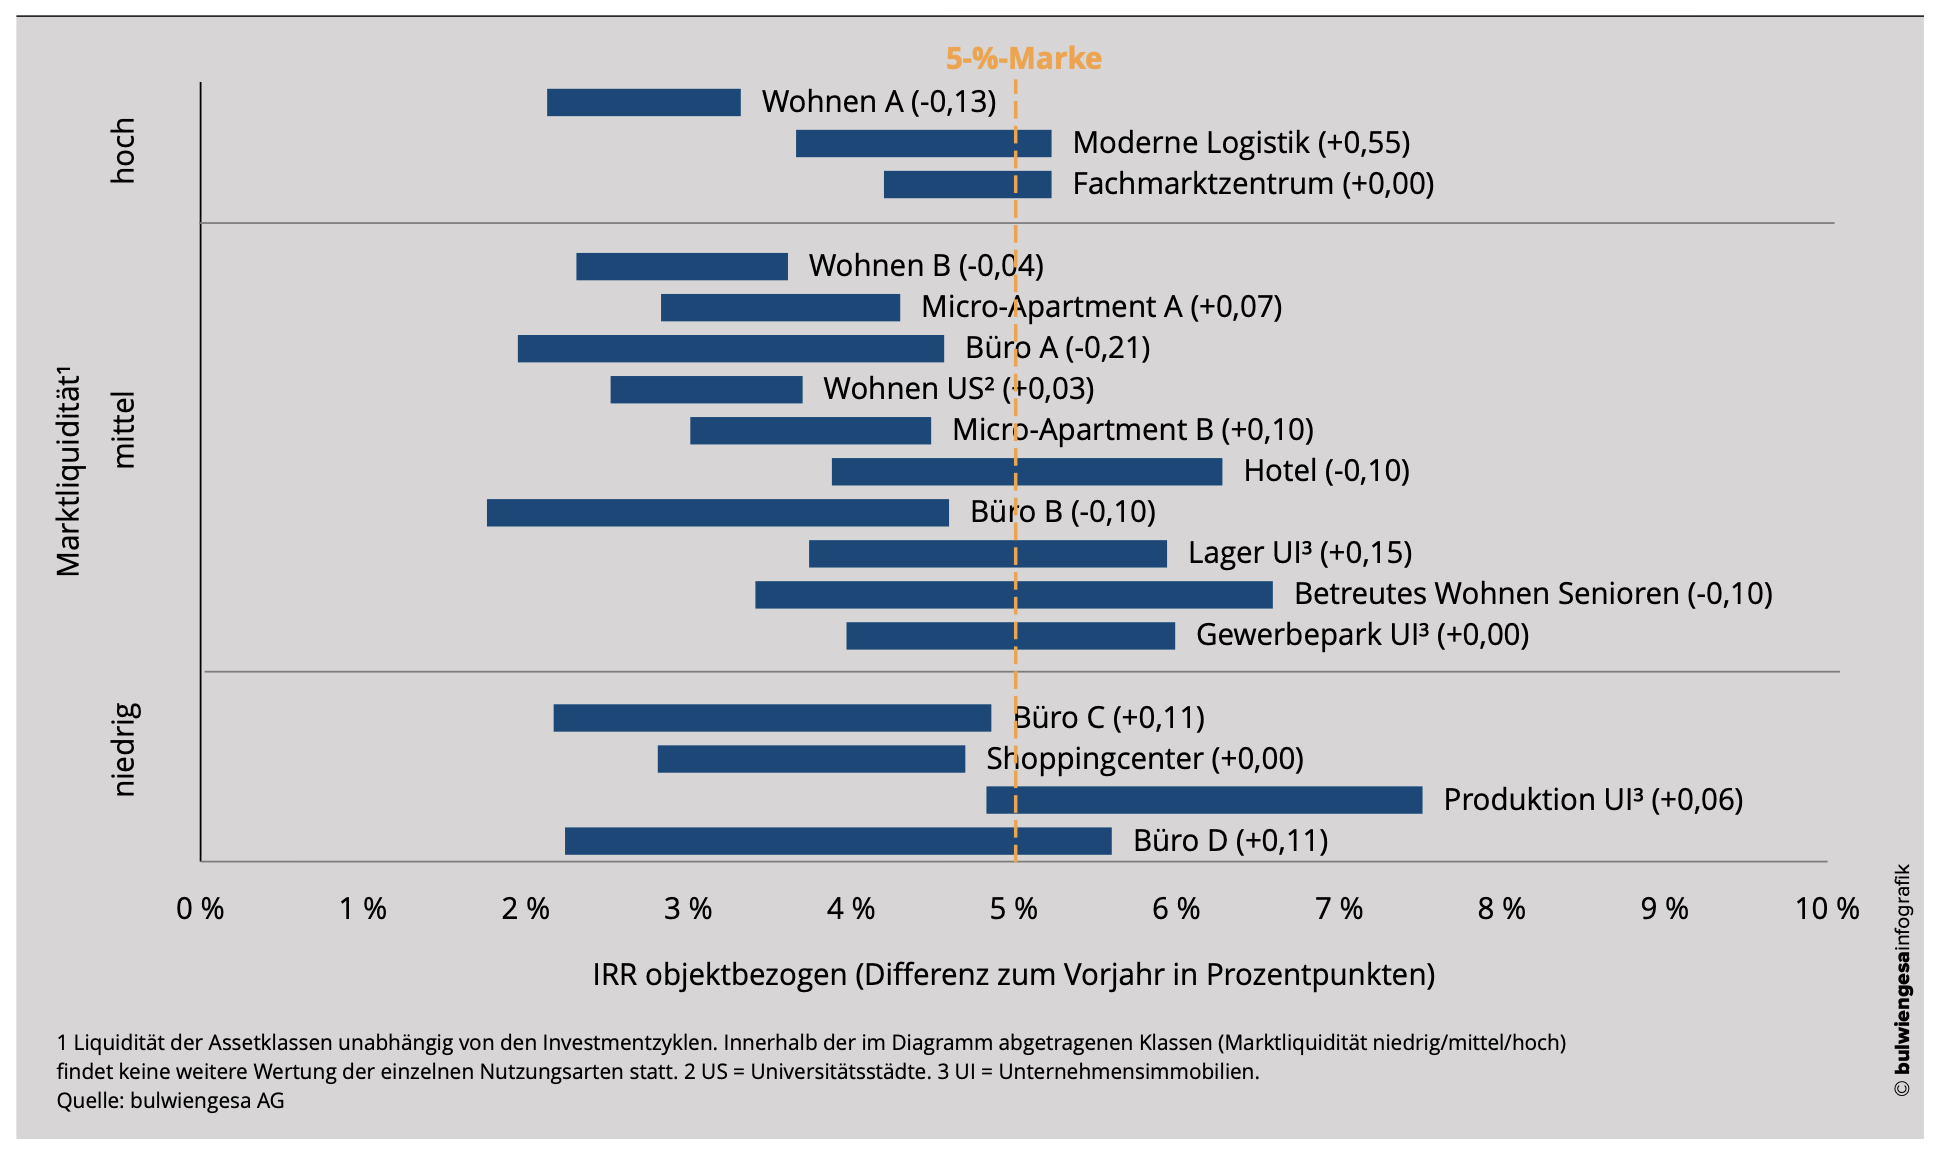 5-%-Marke
hoch
Wohnen A (-0,13)
Moderne Logistik (+0,55)
Fachmarktzentrum (+0,00)
Marktliquidität¹
mittel
Wohnen B (-0,04)
Micro-Apartment A (+0,07)
Büro A (-0,21)
Wohnen US² (+0,03)
Micro-Apartment B (+0,10)
Hotel (-0,10)
Büro B (-0,10)
Lager UI³ (+0,15)
Betreutes Wohnen Senioren (-0,10)
Gewerbepark UI³ (+0,00)
niedrig
Büro C (+0,11)
Shoppingcenter (+0,00)
Produktion UI³ (+0,06)
Büro D (+0,11)
0 % 1 % 2 % 3 % 4 % 5 % 6 % 7 % 8 % 9 % 10 %
IRR objektbezogen (Differenz zum Vorjahr in Prozentpunkten)
1 Liquidität der Assetklassen unabhängig von den Investmentzyklen. Innerhalb der im Diagramm abgetragenen Klassen (Marktliquidität niedrig/mittel/hoch)
findet keine weitere Wertung der einzelnen Nutzungsarten statt. 2 US = Universitätsstädte. 3 UI = Unternehmensimmobilien.
Quelle: bulwiengesa AG
© bulwiengesainfografik